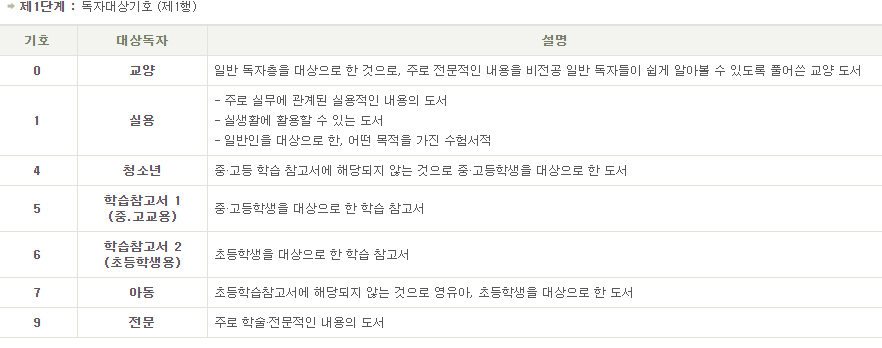 ➡ 제1단계 : 독자대상기호 (제1행)
기호 대상독자 설명
0 교양 일반 독자층을 대상으로 한 것으로, 주로 전문적인 내용을 비전공 일반 독자들이 쉽게 알아볼 수 있도록 풀어쓴 교양 도서
1 실용
- 주로 실무에 관계된 실용적인 내용의 도서
- 실생활에 활용할 수 있는 도서
- 일반인을 대상으로 한, 어떤 목적을 가진 수험서적
4 청소년 중·고등 학습 참고서에 해당되지 않는 것으로 중·고등학생을 대상으로 한 도서
5 학습참고서 1
(중.고교용)
중·고등학생을 대상으로 한 학습 참고서
6 학습참고서 2
(초등학생용)
초등학생을 대상으로 한 학습 참고서
7 아동 초등학습참고서에 해당되지 않는 것으로 영유아, 초등학생을 대상으로 한 도서
9 전문 주로 학술·전문적인 내용의 도서